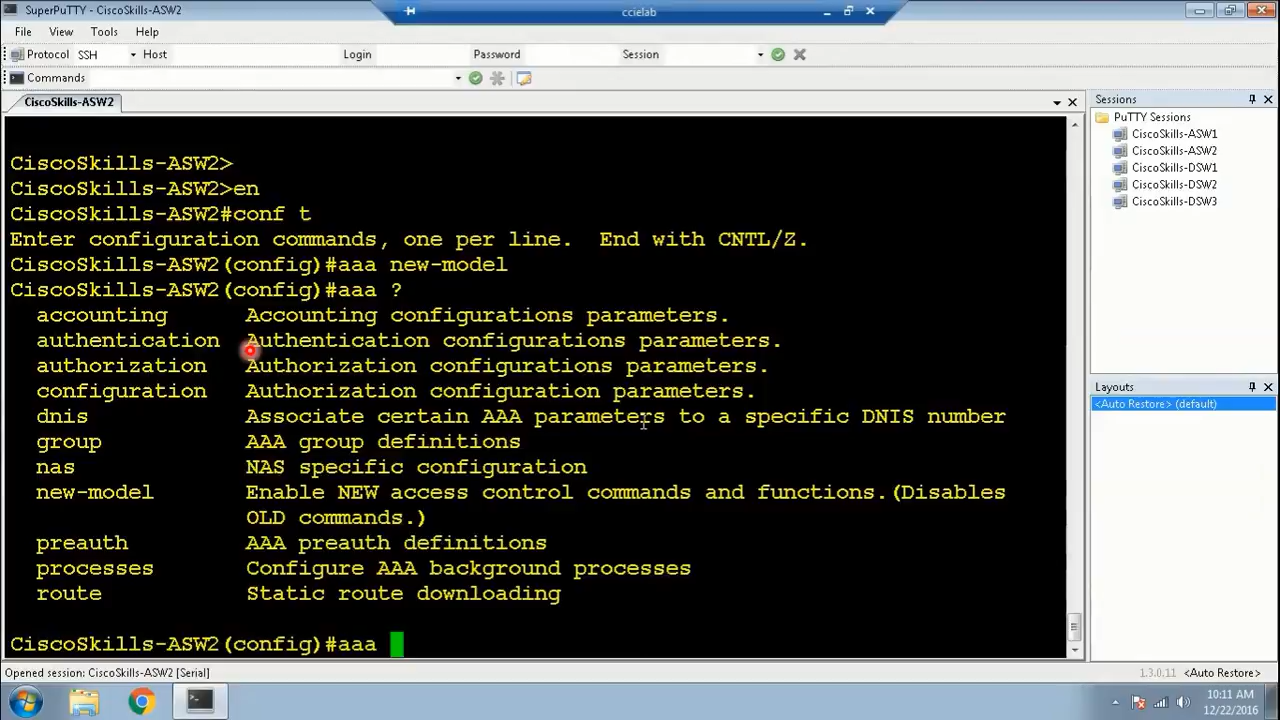 SuperPuTTY - CiscoSkills-ASW2
ccielab
File View Tools Help
Protocol SSH Host Login Password Session
Commands
CiscoSkills-ASW2
CiscoSkills-ASW2>
CiscoSkills-ASW2>en
CiscoSkills-ASW2#conf t
Enter configuration commands, one per line.  End with CNTL/Z.
CiscoSkills-ASW2(config)#aaa new-model
CiscoSkills-ASW2(config)#aaa ?
accounting Accounting configurations parameters.
authentication Authentication configurations parameters.
authorization Authorization configurations parameters.
configuration Authorization configuration parameters.
dnis Associate certain AAA parameters to a specific DNIS number
group AAA group definitions
nas NAS specific configuration
new-model Enable NEW access control commands and functions.(Disables
OLD commands.)
preauth AAA preauth definitions
processes Configure AAA background processes
route Static route downloading
CiscoSkills-ASW2(config)#aaa
Sessions
PuTTY Sessions
CiscoSkills-ASW1
CiscoSkills-ASW2
CiscoSkills-DSW1
CiscoSkills-DSW2
CiscoSkills-DSW3
Layouts
<Auto Restore> (default)
Opened session: CiscoSkills-ASW2 [Serial]
1.3.0.11 <Auto Restore>
10:11 AM
12/22/2016